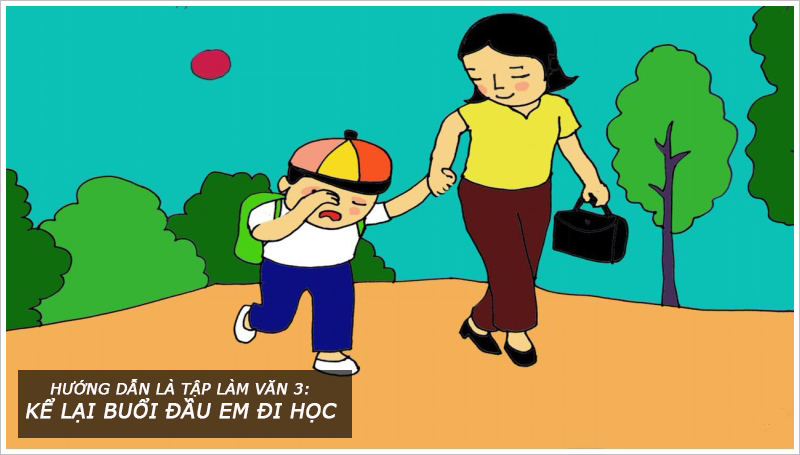 HƯỚNG DẪN LÀ TẬP LÀM VĂN 3:
KỂ LẠI BUỔI ĐẦU EM ĐI HỌC